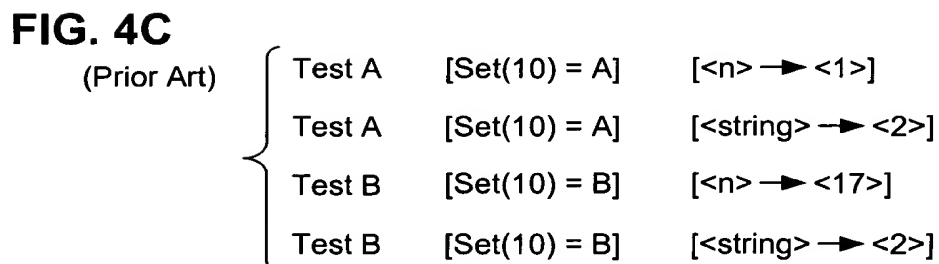 FIG. 4C
(Prior Art)
Test A [Set(10) = A] [<n> → <1>]
Test A [Set(10) = A] [<string> → <2>]
Test B [Set(10) = B] [<n> → <17>]
Test B [Set(10) = B] [<string> → <2>]